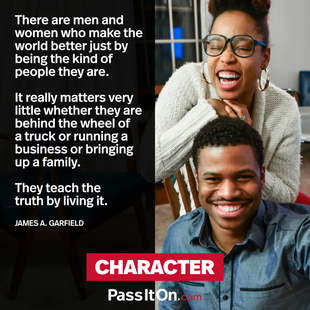 There are men and
women who make the
world better just by
being the kind of
people they are.
It really matters very
little whether they are
behind the wheel of
a truck or running a
business or bringing
up a family.
They teach the
truth by living it.
JAMES A. GARFIELD
CHARACTER
PassItOn.com